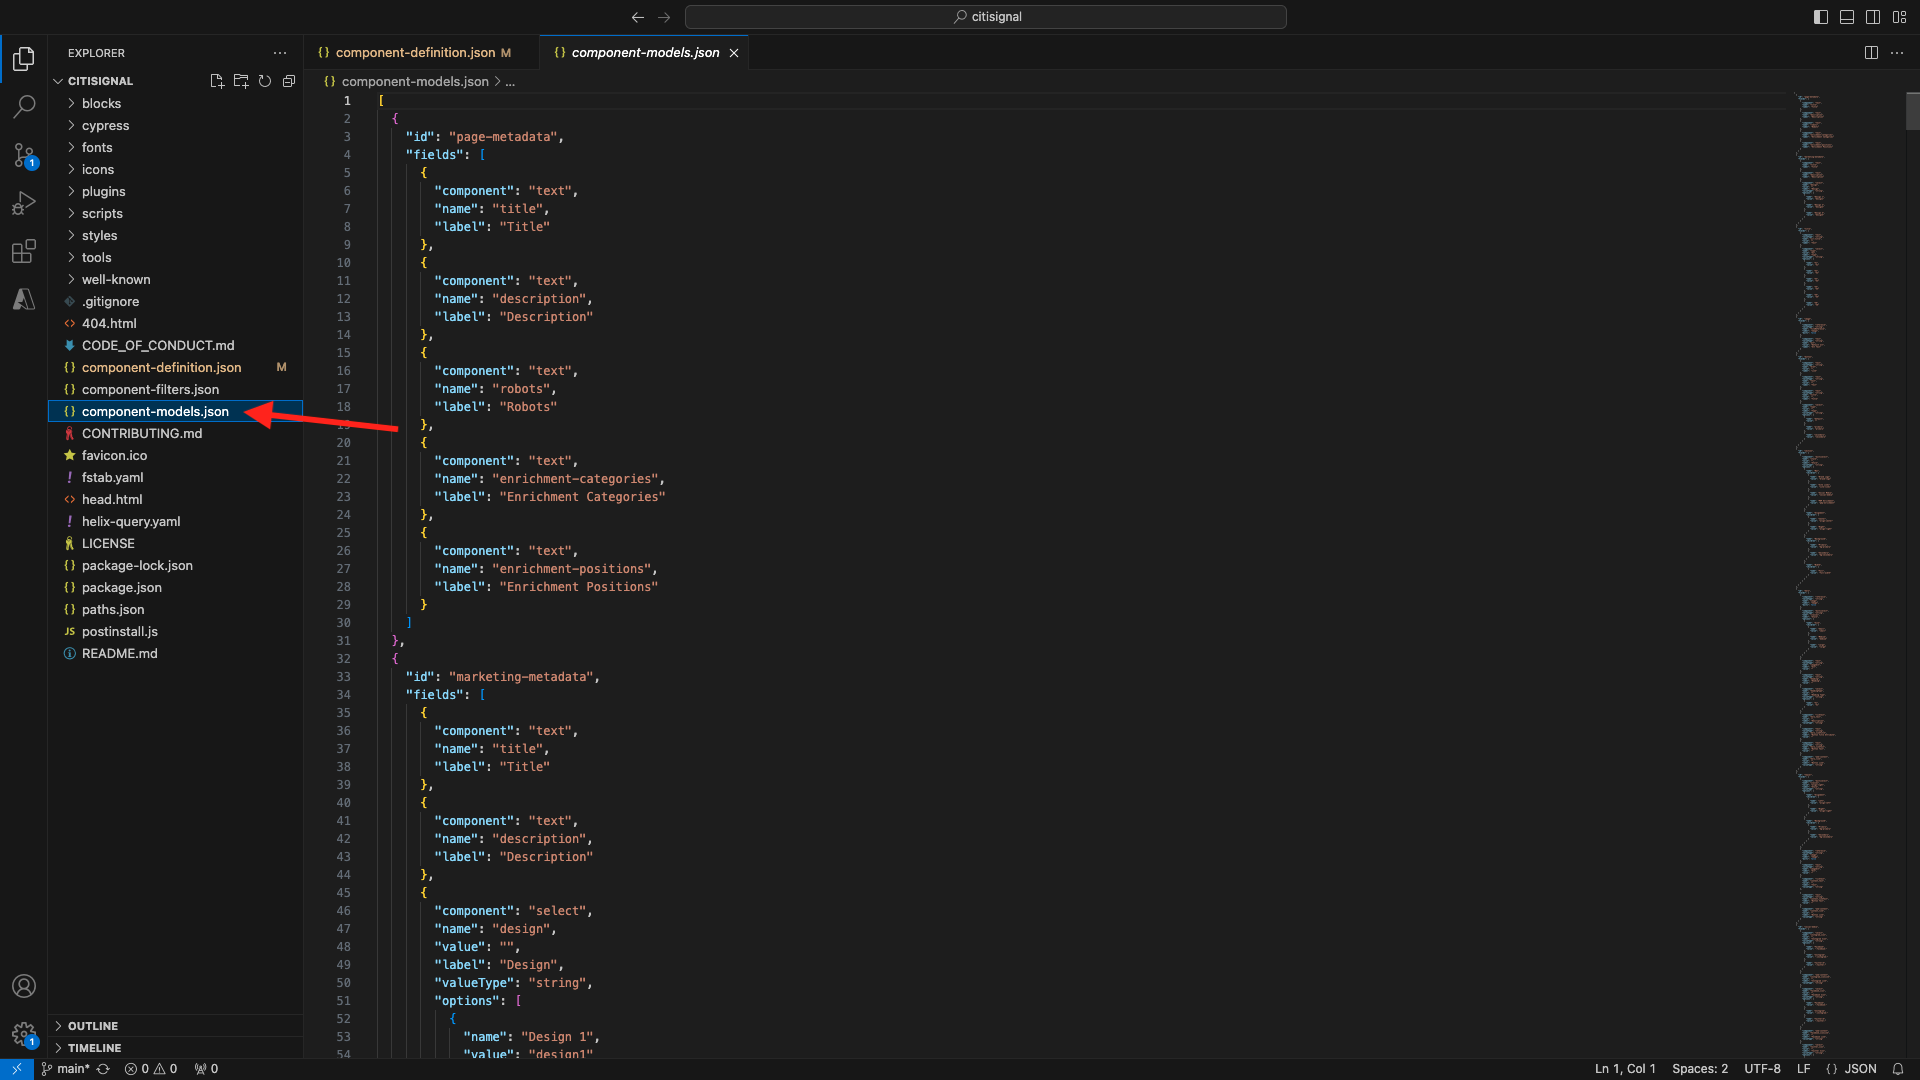 citisignal
EXPLORER
CITISIGNAL
blocks
cypress
fonts
icons
plugins
scripts
styles
tools
well-known
.gitignore
404.html
CODE_OF_CONDUCT.md
component-definition.json M
component-filters.json
component-models.json
CONTRIBUTING.md
favicon.ico
fstab.yaml
head.html
helix-query.yaml
LICENSE
package-lock.json
package.json
paths.json
postinstall.js
README.md
OUTLINE
TIMELINE
component-definition.json M
component-models.json
component-models.json > ...
1 [
2 {
3 "id": "page-metadata",
4 "fields": [
5 {
6 "component": "text",
7 "name": "title",
8 "label": "Title"
9 },
10 {
11 "component": "text",
12 "name": "description",
13 "label": "Description"
14 },
15 {
16 "component": "text",
17 "name": "robots",
18 "label": "Robots"
19 },
20 {
21 "component": "text",
22 "name": "enrichment-categories",
23 "label": "Enrichment Categories"
24 },
25 {
26 "component": "text",
27 "name": "enrichment-positions",
28 "label": "Enrichment Positions"
29 }
30 ]
31 },
32 {
33 "id": "marketing-metadata",
34 "fields": [
35 {
36 "component": "text",
37 "name": "title",
38 "label": "Title"
39 },
40 {
41 "component": "text",
42 "name": "description",
43 "label": "Description"
44 },
45 {
46 "component": "select",
47 "name": "design",
48 "value": "",
49 "label": "Design",
50 "valueType": "string",
51 "options": [
52 {
53 "name": "Design 1",
54 "value": "design1"
main* 0 0 0
Ln 1, Col 1 Spaces: 2 UTF-8 LF {} JSON